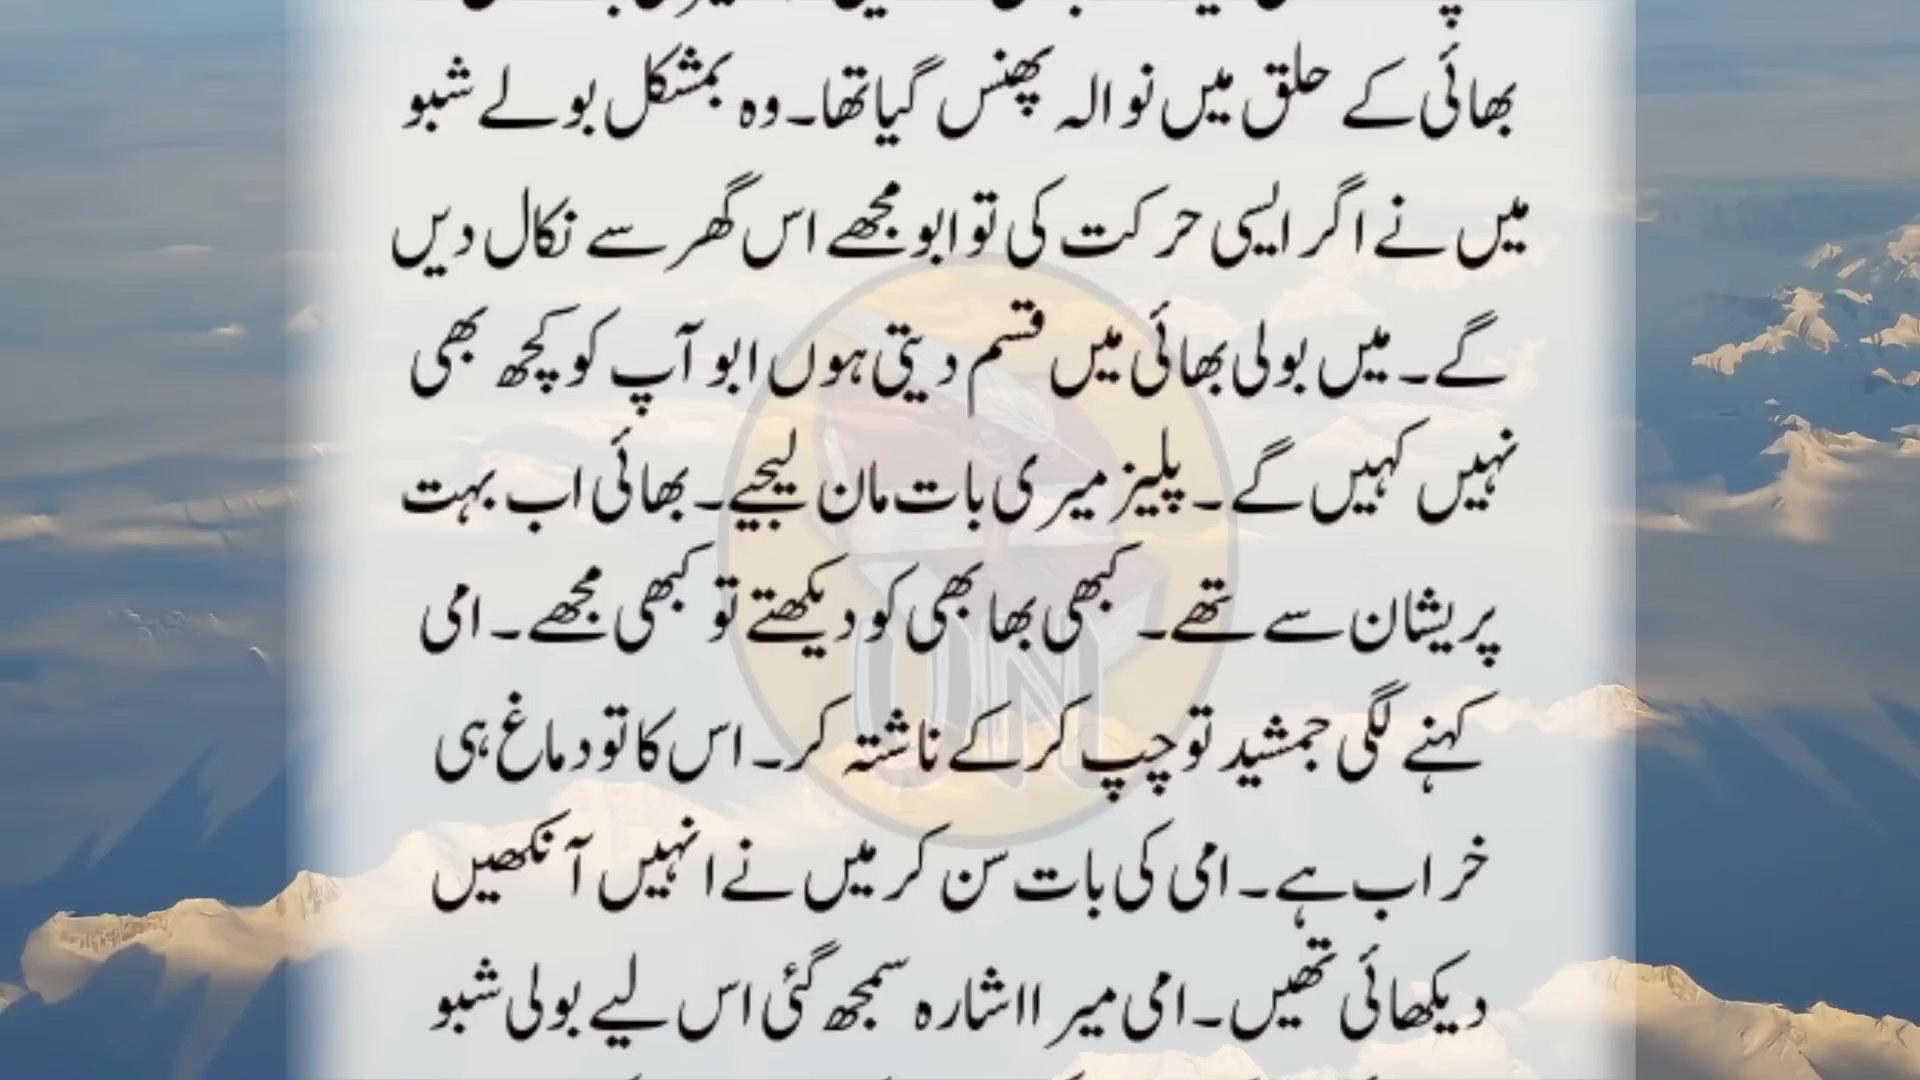 بھائی کے حلق میں نوالہ پھنس گیا تھا۔ وہ بمشکل بولے شبو
میں نے اگر ایسی حرکت کی تو ابو مجھے اس گھر سے نکال دیں
گے۔ میں بولی بھائی میں قسم دیتی ہوں ابو آپ کو کچھ بھی
نہیں کہیں گے۔ پلیز میری بات مان لیجیے۔ بھائی اب بہت
پریشان سے تھے۔ کبھی بھابھی کو دیکھتے تو کبھی مجھے۔ امی
کہنے لگی جمشید تو چپ کر کے ناشتہ کر۔ اس کا تو دماغ ہی
خراب ہے۔ امی کی بات سن کر میں نے انہیں آنکھیں
دیکھائی تھیں۔ امی میرا اشارہ سمجھ گئی اس لیے بولی شبو
UN